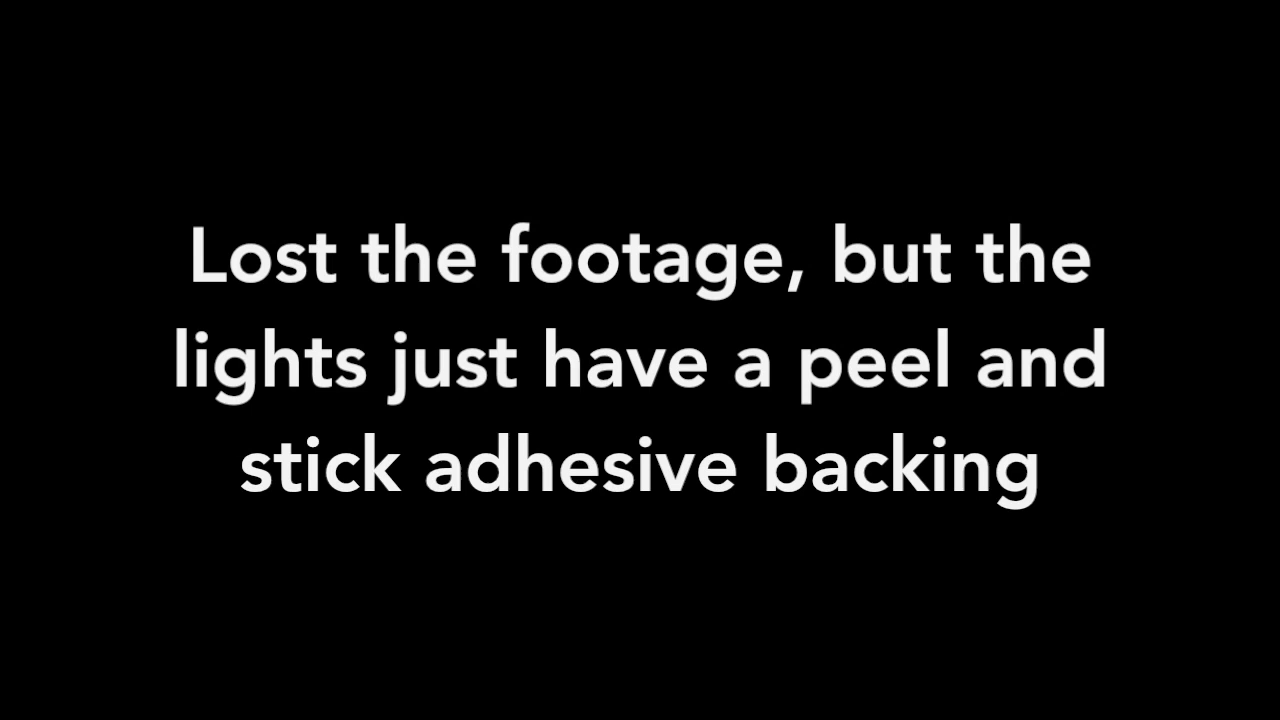 Lost the footage, but the
lights just have a peel and
stick adhesive backing